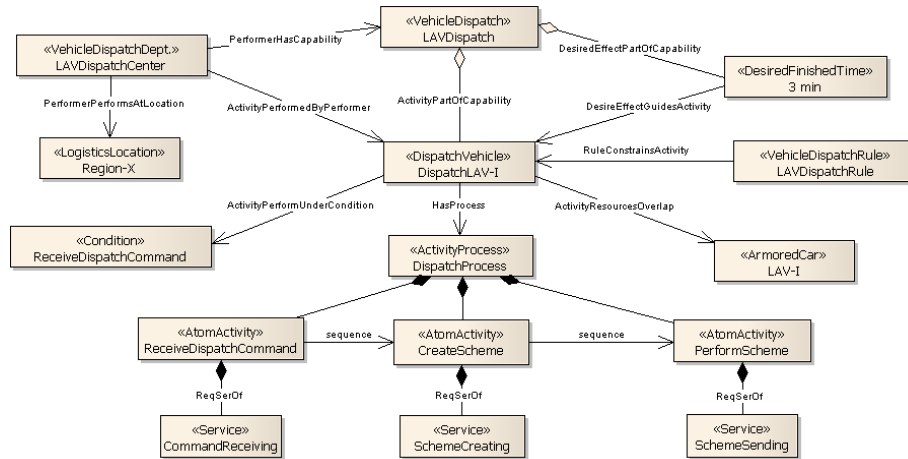 «VehicleDispatch»
LAVDispatch
«VehicleDispatchDept.»
LAVDispatchCenter
PerformerHasCapability
DesiredEffectPartOfCapability
«DesiredFinishedTime»
3 min
PerformerPerformsAtLocation
ActivityPerformedByPerformer
ActivityPartOfCapability
DesireEffectGuidesActivity
«LogisticsLocation»
Region-X
«DispatchVehicle»
DispatchLAV-I
RuleConstrainsActivity
«VehicleDispatchRule»
LAVDispatchRule
ActivityPerformUnderCondition
HasProcess
ActivityResourcesOverlap
«Condition»
ReceiveDispatchCommand
«ActivityProcess»
DispatchProcess
«ArmoredCar»
LAV-I
«AtomActivity»
ReceiveDispatchCommand
sequence
«AtomActivity»
CreateScheme
sequence
«AtomActivity»
PerformScheme
ReqSerOf
ReqSerOf
ReqSerOf
«Service»
CommandReceiving
«Service»
SchemeCreating
«Service»
SchemeSending